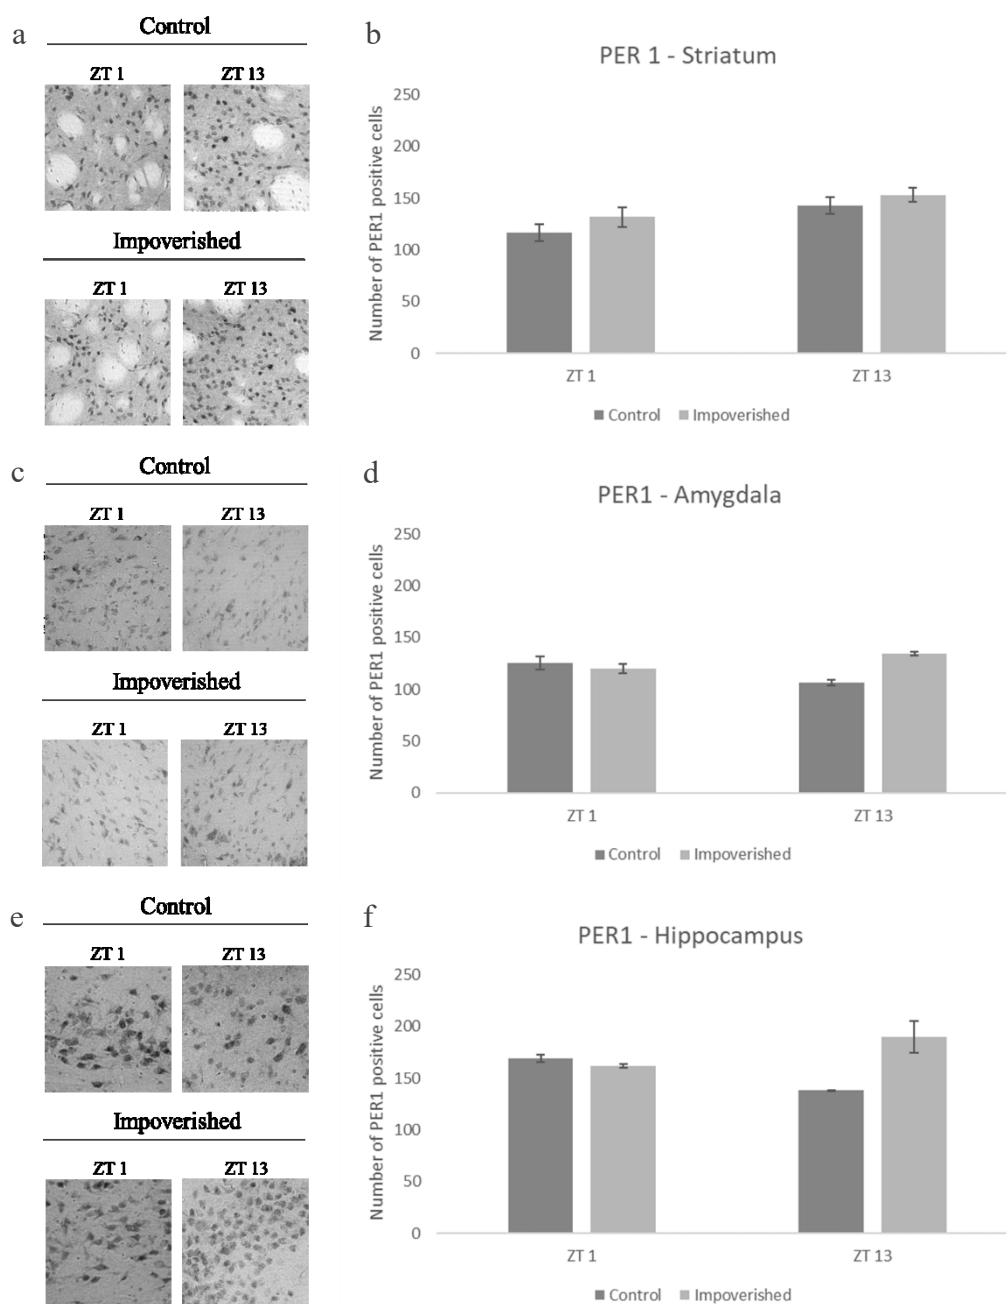 a
Control
ZT 1
ZT 13
Impoverished
ZT 1
ZT 13
b
PER 1 - Striatum
Number of PER1 positive cells
250
200
150
100
50
0
ZT 1
ZT 13
Control
Impoverished
c
Control
ZT 1
ZT 13
Impoverished
ZT 1
ZT 13
d
PER1 - Amygdala
Number of PER1 positive cells
250
200
150
100
50
0
ZT 1
ZT 13
Control
Impoverished
e
Control
ZT 1
ZT 13
Impoverished
ZT 1
ZT 13
f
PER1 - Hippocampus
Number of PER1 positive cells
250
200
150
100
50
0
ZT 1
ZT 13
Control
Impoverished